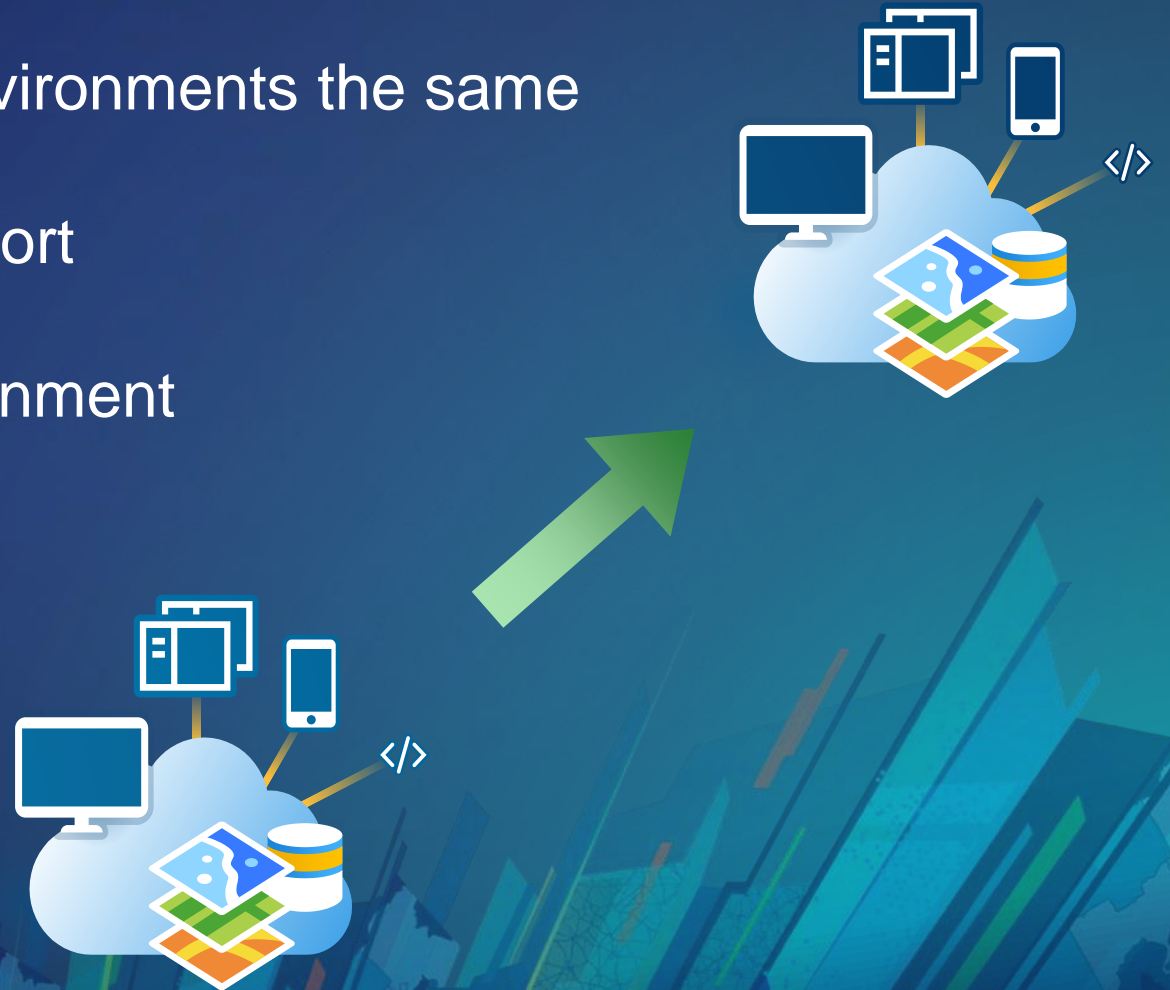 vironments the same
ort
nment
</>
</>